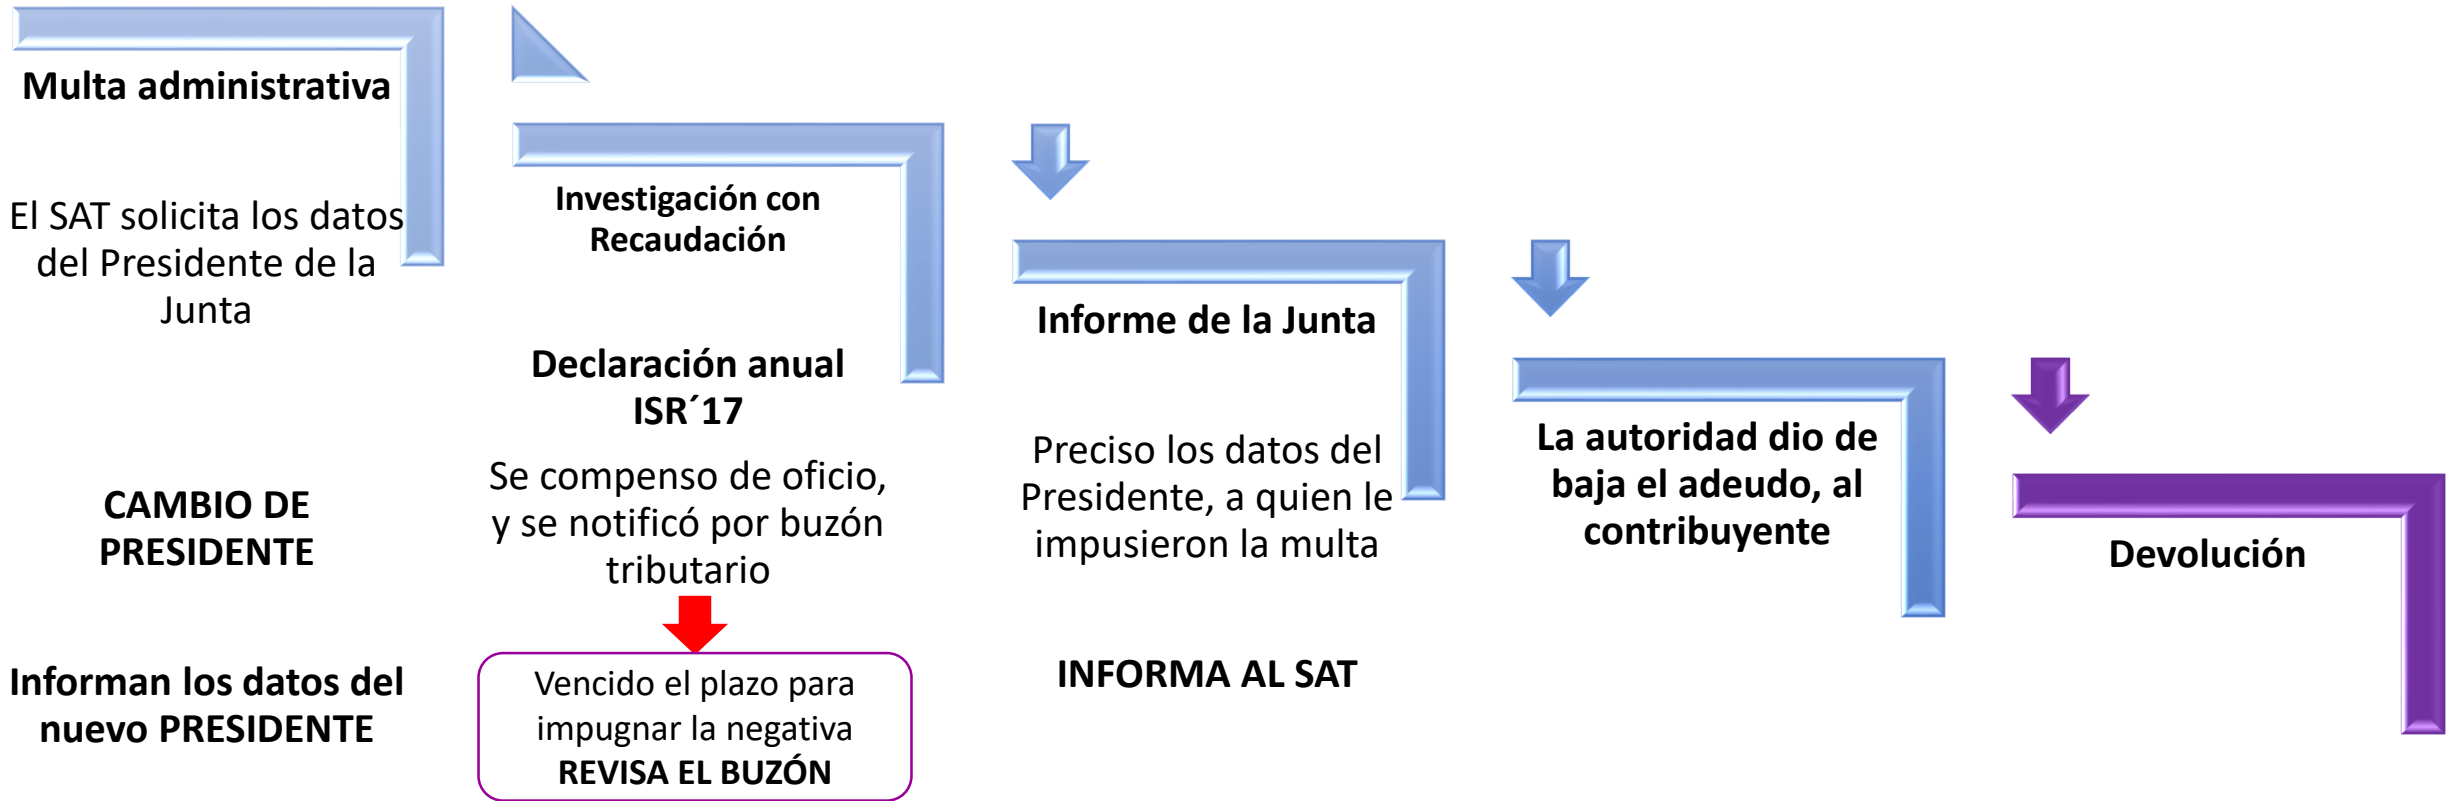 Multa administrativa
El SAT solicita los datos
del Presidente de la
Junta
CAMBIO DE
PRESIDENTE
Informan los datos del
nuevo PRESIDENTE
Investigación con
Recaudación
Declaración anual
ISR´17
Se compenso de oficio,
y se notificó por buzón
tributario
Vencido el plazo para
impugnar la negativa
REVISA EL BUZÓN
Informe de la Junta
Preciso los datos del
Presidente, a quien le
impusieron la multa
INFORMA AL SAT
La autoridad dio de
baja el adeudo, al
contribuyente
Devolución